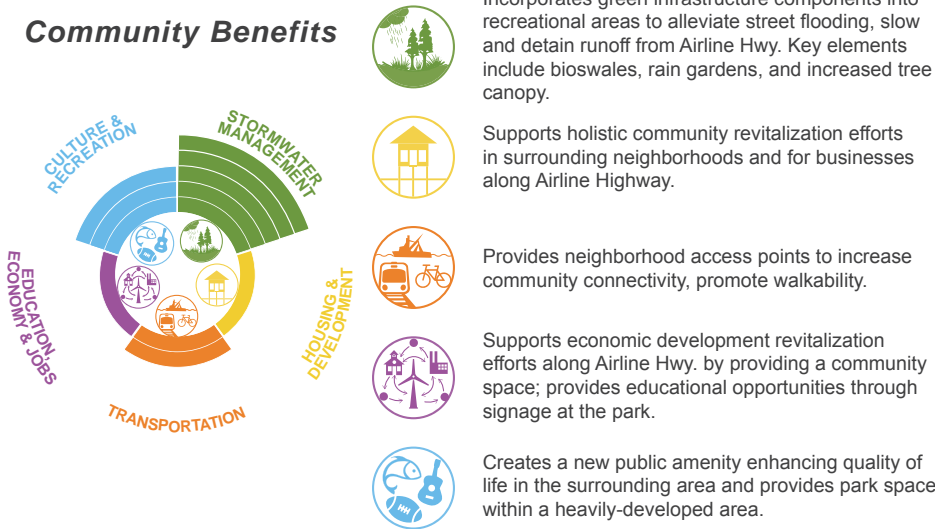 Community Benefits
CULTURE &
RECREATION
STORMWATER
MANAGEMENT
EDUCATION,
ECONOMY & JOBS
HOUSING &
DEVELOPMENT
TRANSPORTATION
Incorporates green infrastructure components into
recreational areas to alleviate street flooding, slow
and detain runoff from Airline Hwy. Key elements
include bioswales, rain gardens, and increased tree
canopy.
Supports holistic community revitalization efforts
in surrounding neighborhoods and for businesses
along Airline Highway.
Provides neighborhood access points to increase
community connectivity, promote walkability.
Supports economic development revitalization
efforts along Airline Hwy. by providing a community
space; provides educational opportunities through
signage at the park.
Creates a new public amenity enhancing quality of
life in the surrounding area and provides park space
within a heavily-developed area.